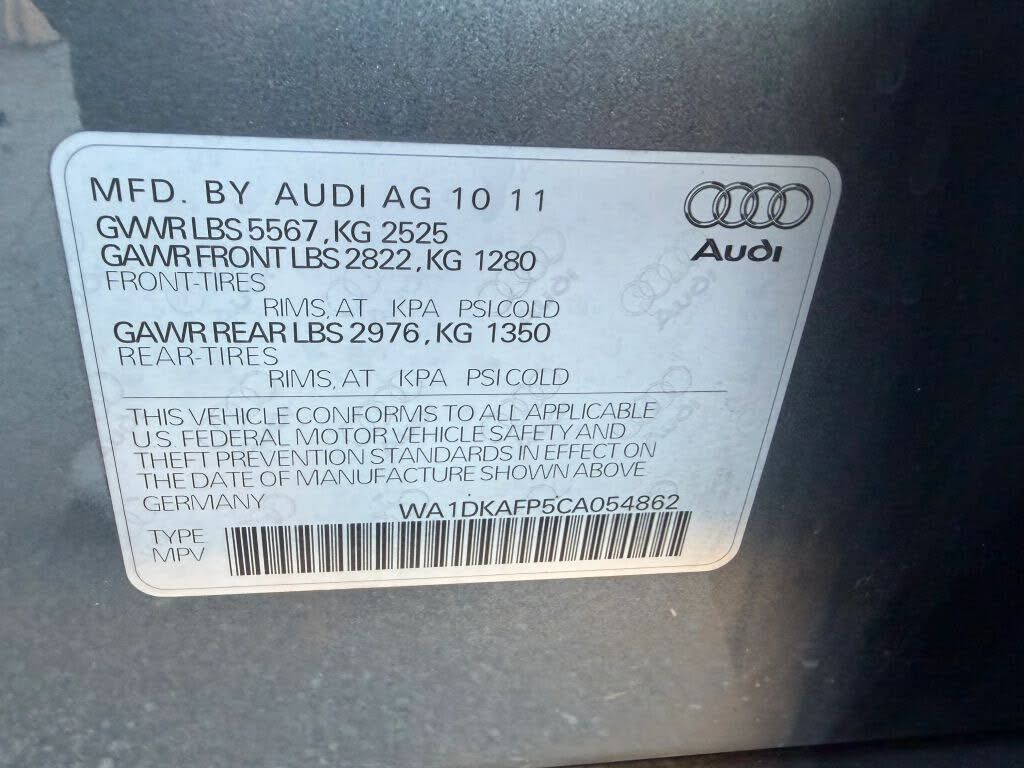 MFD. BY AUDI AG 10 11
GVWR LBS 5567, KG 2525
GAWR FRONT LBS 2822, KG 1280
FRONT-TIRES
RIMS, AT KPA PSI COLD
GAWR REAR LBS 2976, KG 1350
REAR-TIRES
RIMS, AT KPA PSI COLD
Audi
THIS VEHICLE CONFORMS TO ALL APPLICABLE
U.S. FEDERAL MOTOR VEHICLE SAFETY AND
THEFT PREVENTION STANDARDS IN EFFECT ON
THE DATE OF MANUFACTURE SHOWN ABOVE
GERMANY
WA1DKAFP5CA054862
TYPE
MPV